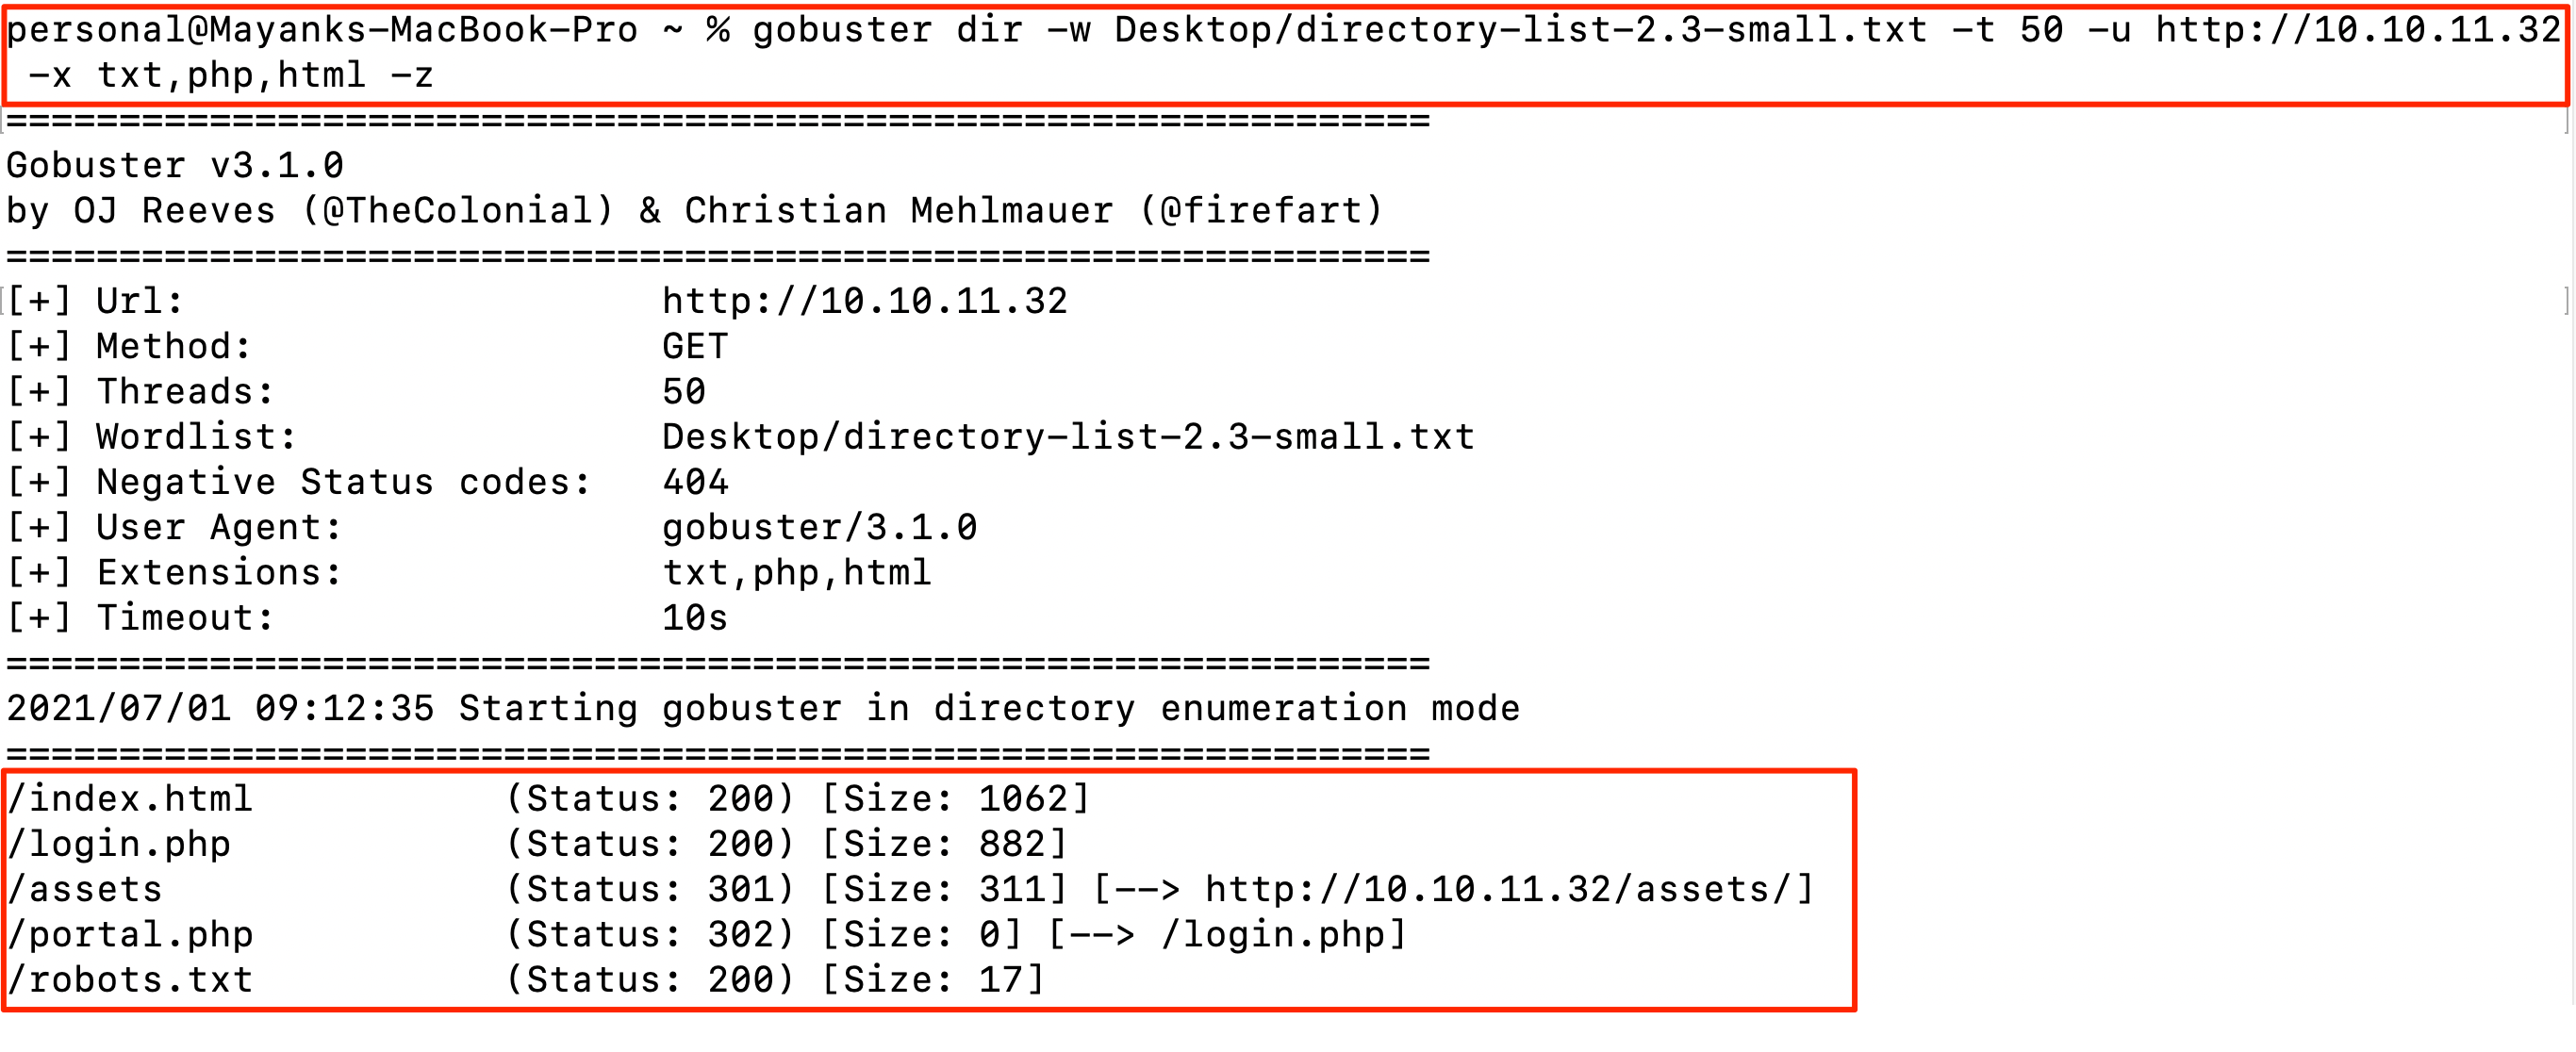 personal@Mayanks-MacBook-Pro ~ % gobuster dir -w Desktop/directory-list-2.3-small.txt -t 50 -u http://10.10.11.32
 -x txt,php,html -z
===============================================================
Gobuster v3.1.0
by OJ Reeves (@TheColonial) & Christian Mehlmauer (@firefart)
===============================================================
[+] Url:                     http://10.10.11.32
[+] Method:                  GET
[+] Threads:                 50
[+] Wordlist:                Desktop/directory-list-2.3-small.txt
[+] Negative Status codes:   404
[+] User Agent:              gobuster/3.1.0
[+] Extensions:              txt,php,html
[+] Timeout:                 10s
===============================================================
2021/07/01 09:12:35 Starting gobuster in directory enumeration mode
===============================================================
/index.html           (Status: 200) [Size: 1062]
/login.php            (Status: 200) [Size: 882]
/assets               (Status: 301) [Size: 311] [--> http://10.10.11.32/assets/]
/portal.php           (Status: 302) [Size: 0] [--> /login.php]
/robots.txt           (Status: 200) [Size: 17]